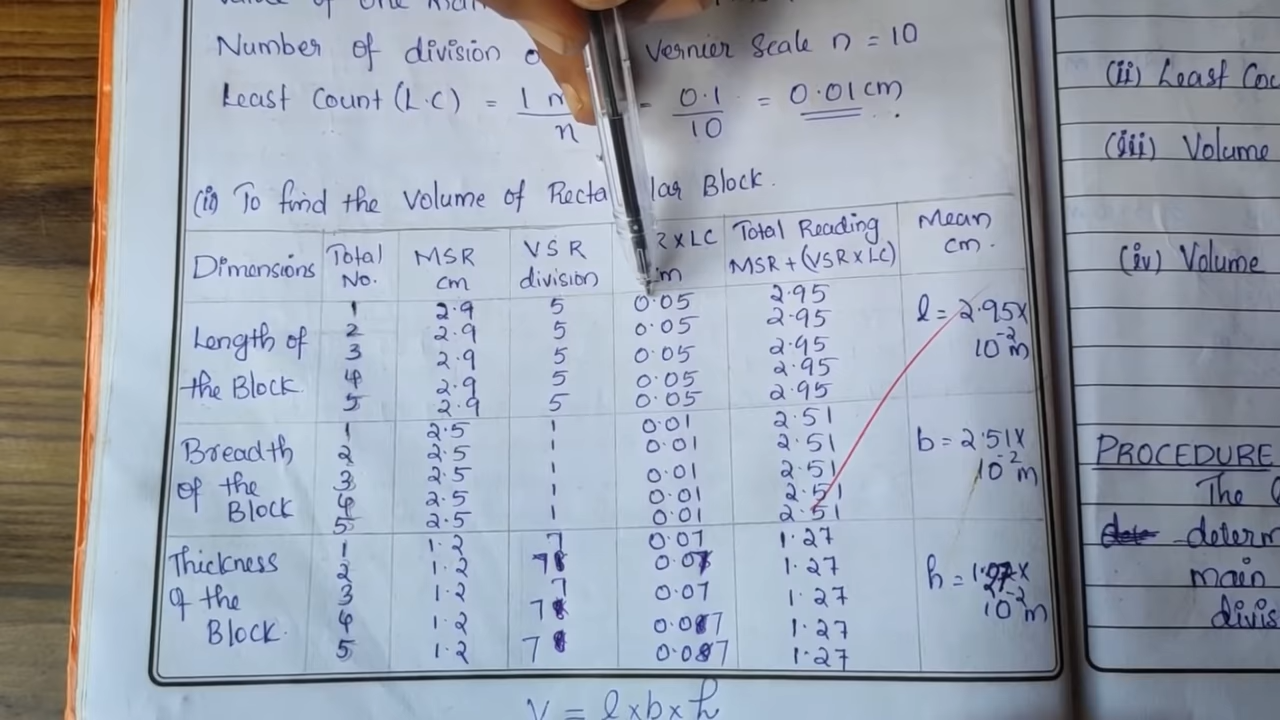 Value of one Main
Number of division Vernier Scale n = 10
Least Count (L.C) = 1 m / n = 0.1 / 10 = 0.01 cm.
(ii) To find the Volume of Recta lar Block.
Dimensions Total No. MSR cm VSR division R X LC m Total Reading MSR + (VSR X LC) Mean cm.
Length of the Block l = 2.95 x 10-2 m
1 2.9 5 0.05 2.95
2 2.9 5 0.05 2.95
3 2.9 5 0.05 2.95
4 2.9 5 0.05 2.95
5 2.9 5 0.05 2.95
Breadth of the Block b = 2.51 x 10-2 m
1 2.5 1 0.01 2.51
2 2.5 1 0.01 2.51
3 2.5 1 0.01 2.51
4 2.5 1 0.01 2.51
5 2.5 1 0.01 2.51
Thickness of the Block. h = x 10-2 m
1 1.2 7 0.07 1.27
2 1.2 7 0.07 1.27
3 1.2 7 0.07 1.27
4 1.2 7 0.07 1.27
5 1.2 7 0.07 1.27
V = l x b x h
(ii) Least Cou
(iii) Volume
(iv) Volume
PROCEDURE
The
determ
main
divis